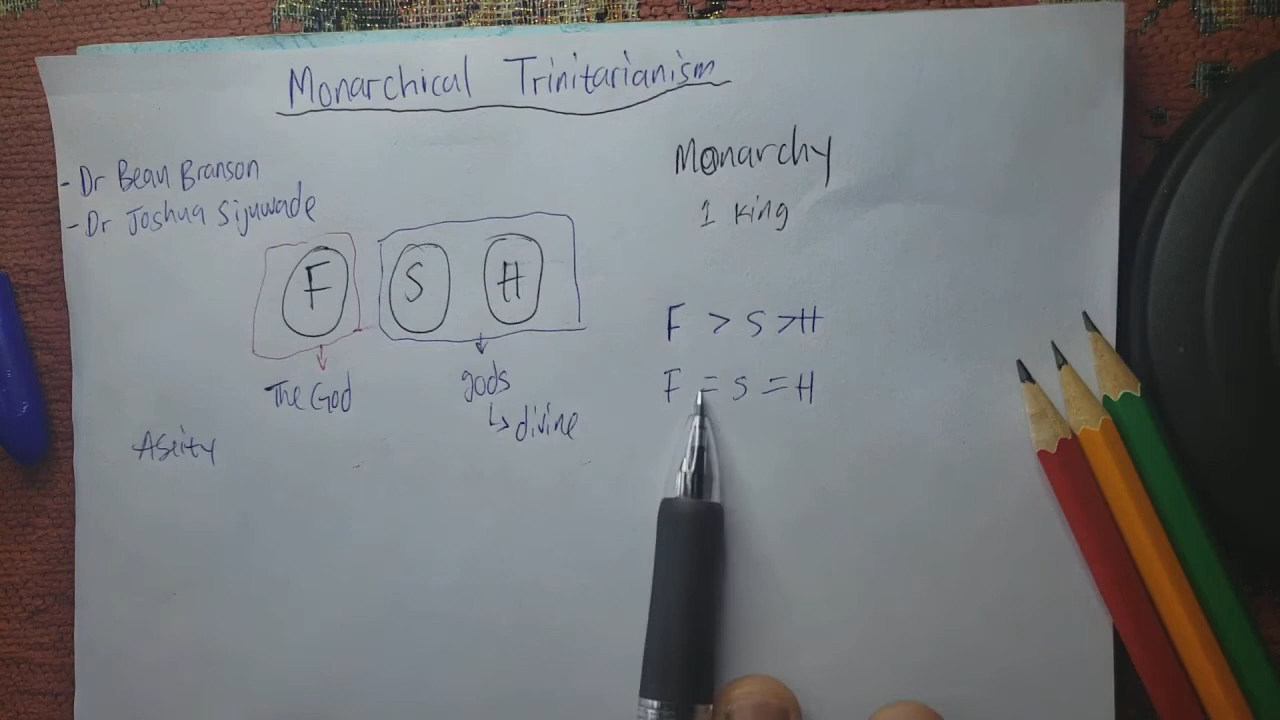 Monarchical Trinitarianism
- Dr Beau Branson
- Dr Joshua Sijuwade
F S H
The God
gods
↳ divine
Aseity
Monarchy
1 King
F > S > H
F = S = H